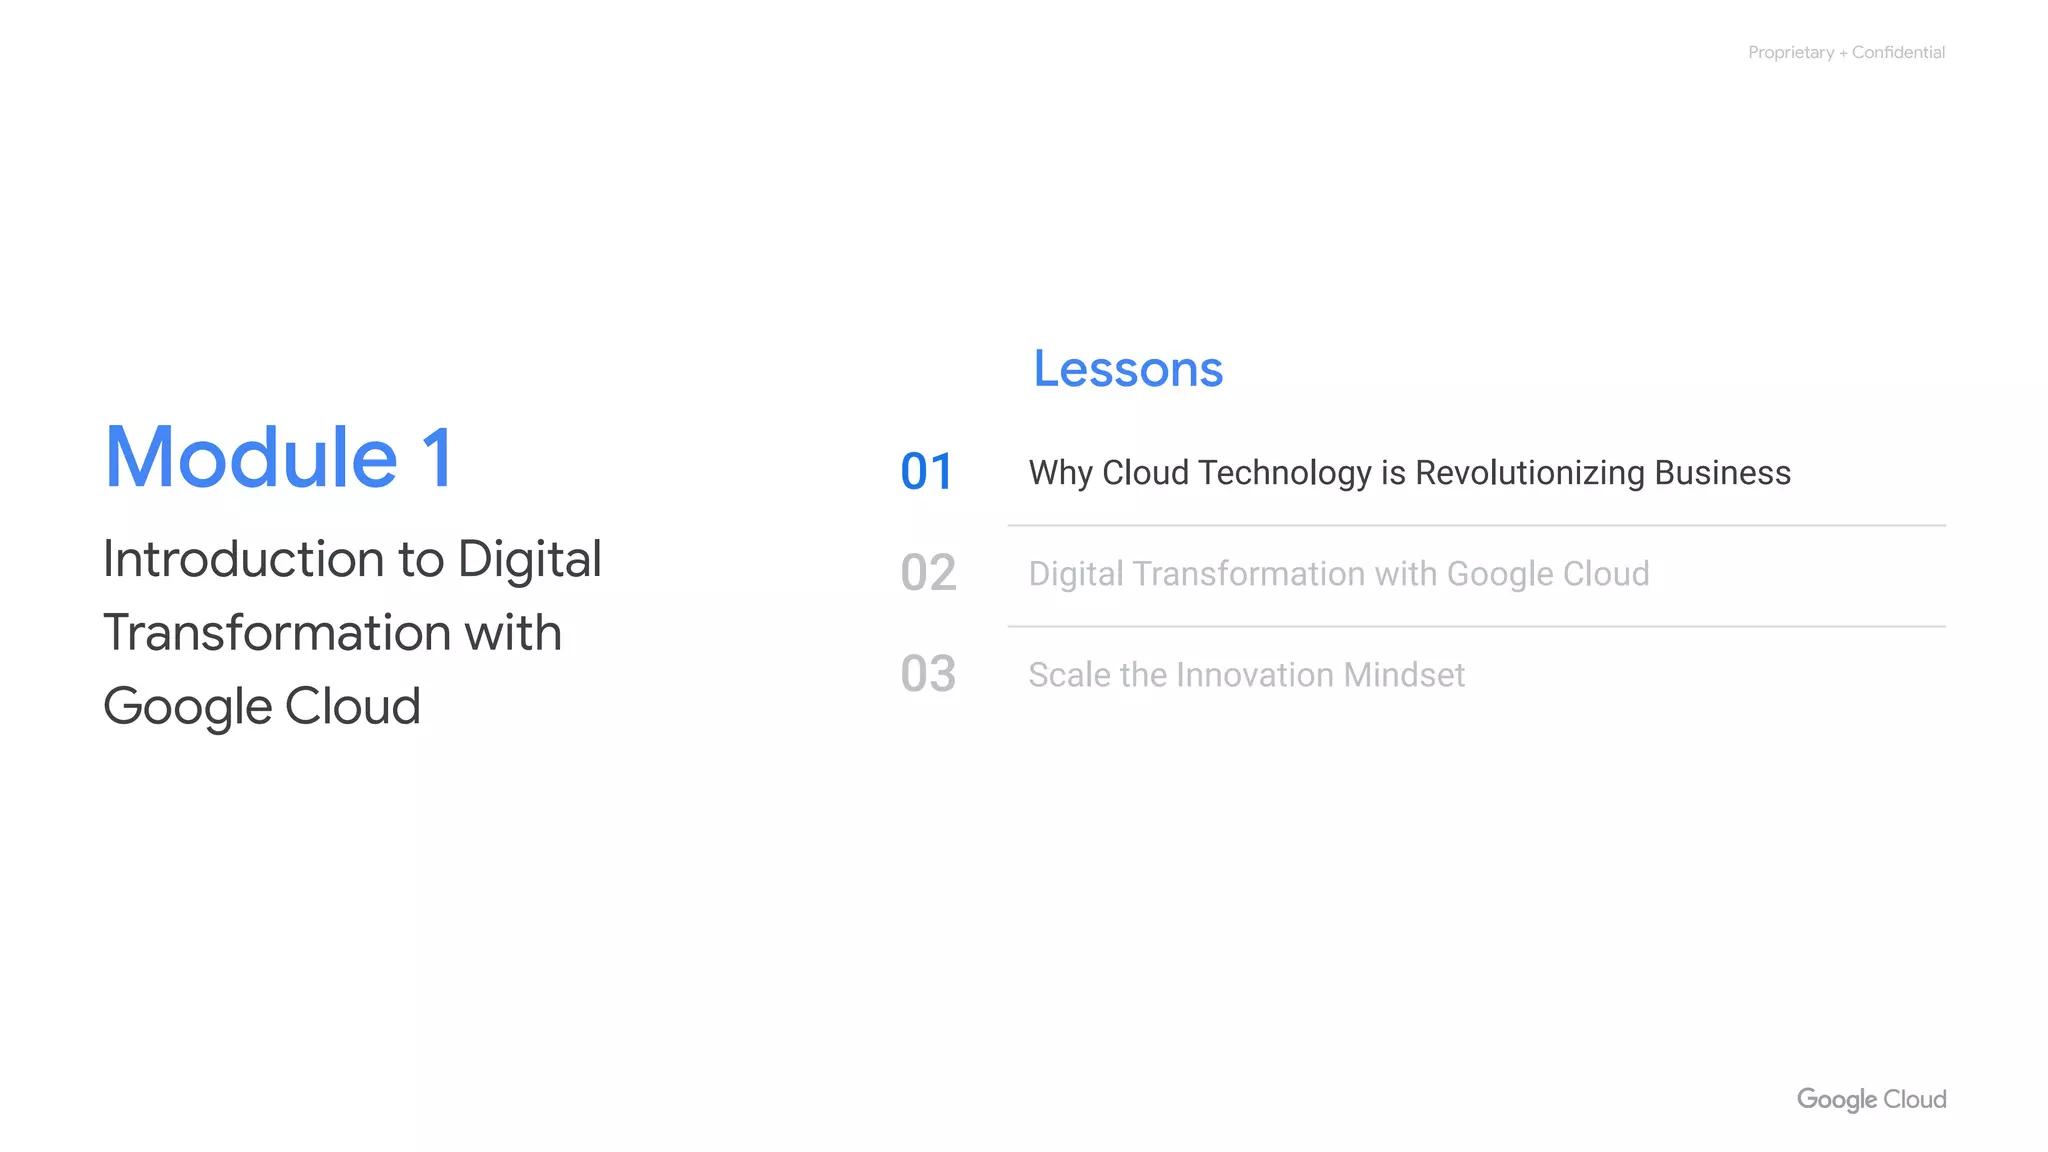 Proprietary + Confidential
Module 1
Introduction to Digital
Transformation with
Google Cloud
Lessons
01 Why Cloud Technology is Revolutionizing Business
02 Digital Transformation with Google Cloud
03 Scale the Innovation Mindset
Google Cloud